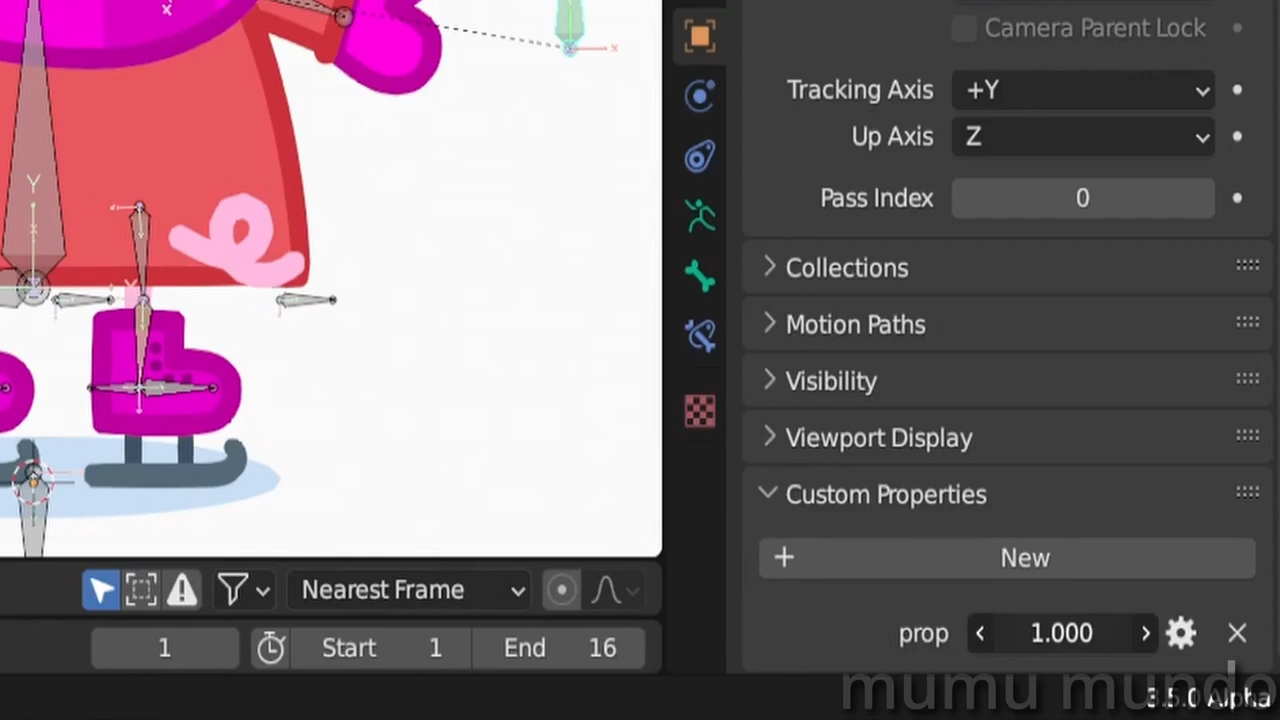 Camera Parent Lock
Tracking Axis +Y
Up Axis Z
Pass Index 0
Collections
Motion Paths
Visibility
Viewport Display
Custom Properties
+ New
prop 1.000
Y
x
x
Nearest Frame
1 Start 1 End 16
mumu mundo
3.5.0 Alpha